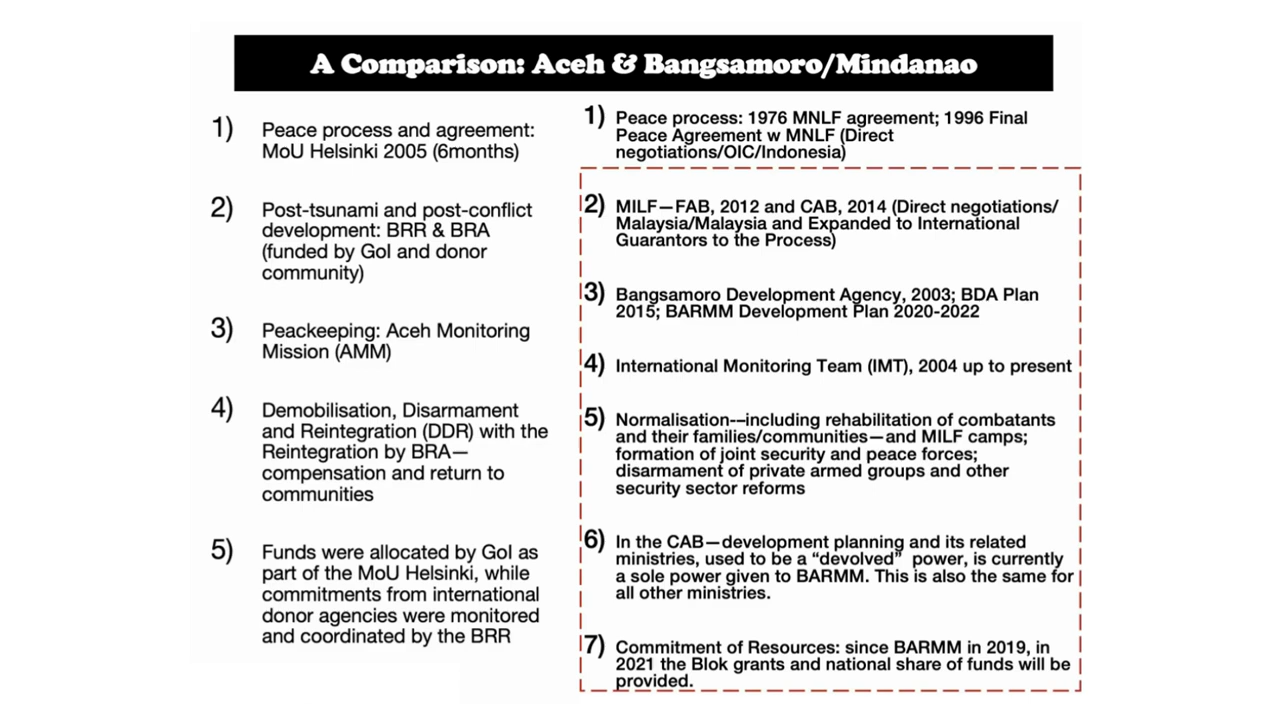 A Comparison: Aceh & Bangsamoro/Mindanao
1) Peace process and agreement:
MoU Helsinki 2005 (6months)
2) Post-tsunami and post-conflict
development: BRR & BRA
(funded by GoI and donor
community)
3) Peackeeping: Aceh Monitoring
Mission (AMM)
4) Demobilisation, Disarmament
and Reintegration (DDR) with the
Reintegration by BRA—
compensation and return to
communities
5) Funds were allocated by GoI as
part of the MoU Helsinki, while
commitments from international
donor agencies were monitored
and coordinated by the BRR
1) Peace process: 1976 MNLF agreement; 1996 Final
Peace Agreement w MNLF (Direct
negotiations/OIC/Indonesia)
2) MILF—FAB, 2012 and CAB, 2014 (Direct negotiations/
Malaysia/Malaysia and Expanded to International
Guarantors to the Process)
3) Bangsamoro Development Agency, 2003; BDA Plan
2015; BARMM Development Plan 2020-2022
4) International Monitoring Team (IMT), 2004 up to present
5) Normalisation-–including rehabilitation of combatants
and their families/communities—and MILF camps;
formation of joint security and peace forces;
disarmament of private armed groups and other
security sector reforms
6) In the CAB—development planning and its related
ministries, used to be a “devolved” power, is currently
a sole power given to BARMM. This is also the same for
all other ministries.
7) Commitment of Resources: since BARMM in 2019, in
2021 the Blok grants and national share of funds will be
provided.